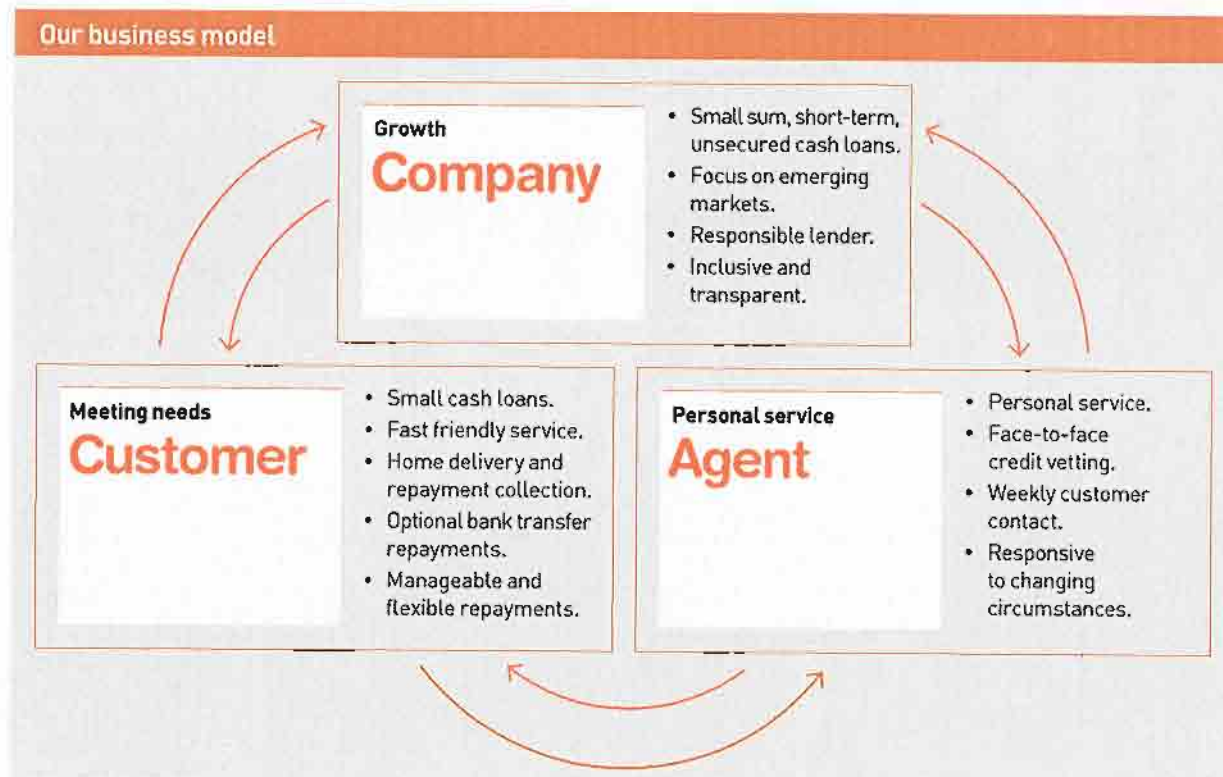 Our business model
Growth
Company
• Small sum, short-term,
unsecured cash loans.
• Focus on emerging
markets.
• Responsible lender.
• Inclusive and
transparent.
Meeting needs
Customer
• Small cash loans.
• Fast friendly service.
• Home delivery and
repayment collection.
• Optional bank transfer
repayments.
• Manageable and
flexible repayments.
Personal service
Agent
• Personal service.
• Face-to-face
credit vetting.
• Weekly customer
contact.
• Responsive
to changing
circumstances.